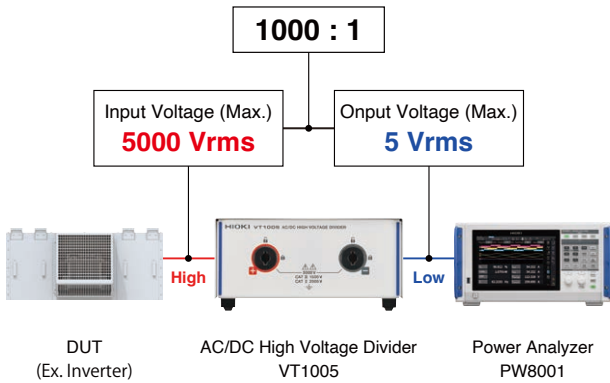 1000 : 1
Input Voltage (Max.)
5000 Vrms
Onput Voltage (Max.)
5 Vrms
HIOKI VT1005 AC/DC HIGH VOLTAGE DIVIDER
HIOKI
High
Low
DUT
(Ex. Inverter)
AC/DC High Voltage Divider
VT1005
Power Analyzer
PW8001